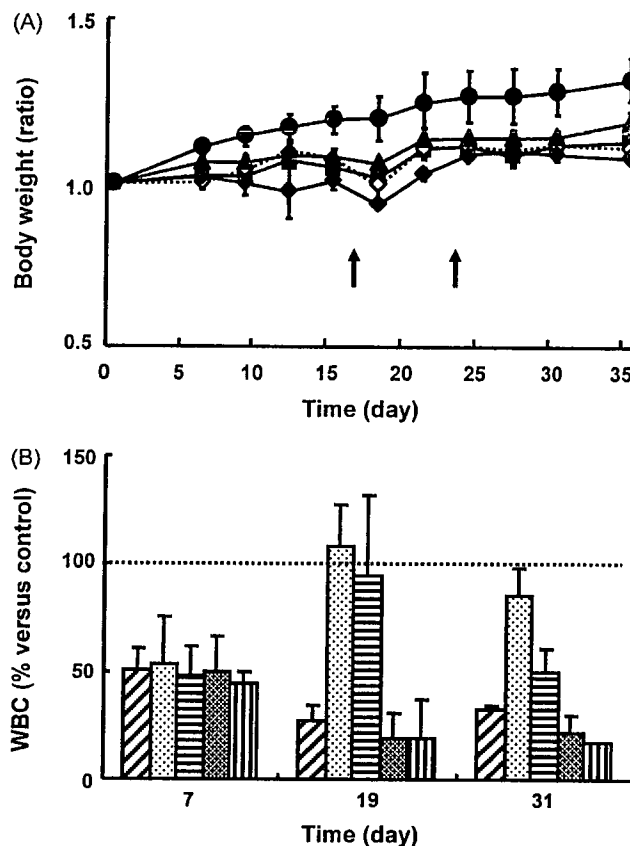 (A)
1.5
1.0
0.5
Body weight (ratio)
0 5 10 15 20 25 30 35
Time (day)
(B)
150
100
50
0
WBC (% versus control)
7 19 31
Time (day)